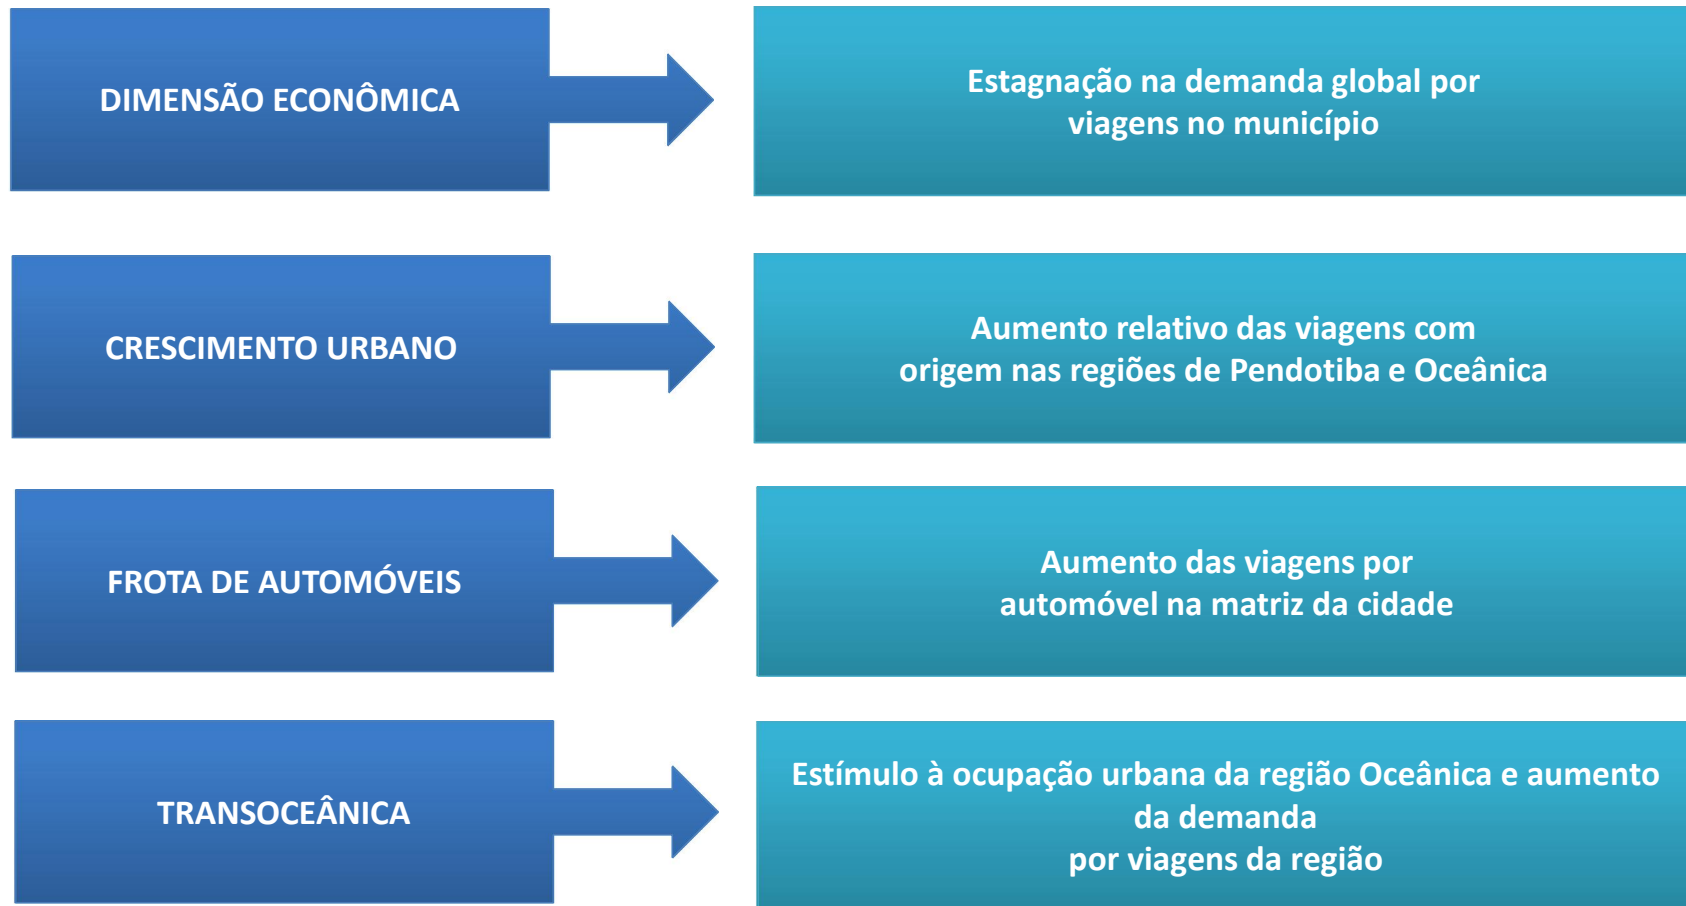 DIMENSÃO ECONÔMICA
Estagnação na demanda global por
viagens no município
CRESCIMENTO URBANO
Aumento relativo das viagens com
origem nas regiões de Pendotiba e Oceânica
FROTA DE AUTOMÓVEIS
Aumento das viagens por
automóvel na matriz da cidade
TRANSOCEÂNICA
Estímulo à ocupação urbana da região Oceânica e aumento
da demanda
por viagens da região